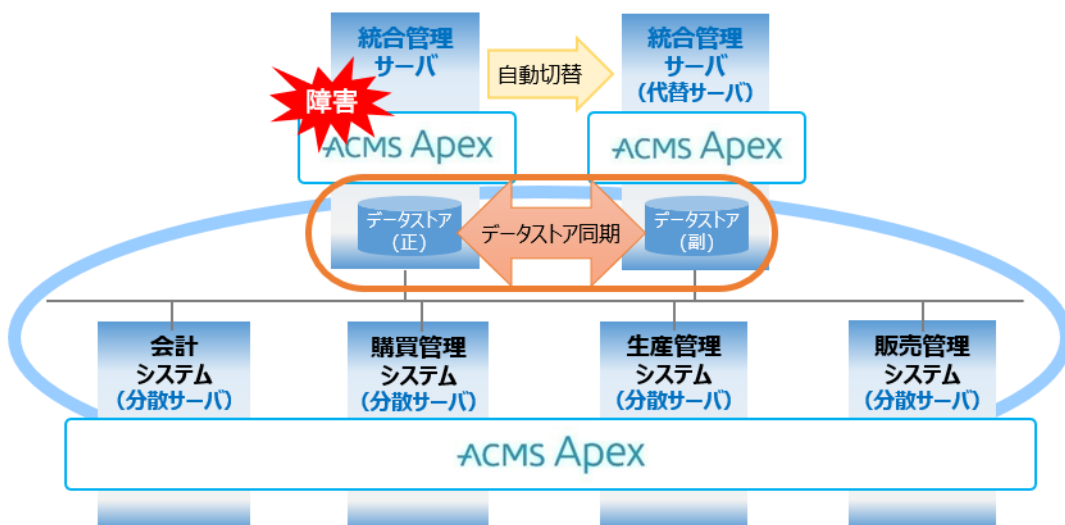 統合管理
サーバ
自動切替
統合管理
サーバ
(代替サーバ)
障害
ACMS Apex
ACMS Apex
データストア
(正)
データストア同期
データストア
(副)
会計
システム
(分散サーバ)
購買管理
システム
(分散サーバ)
生産管理
システム
(分散サーバ)
販売管理
システム
(分散サーバ)
ACMS Apex